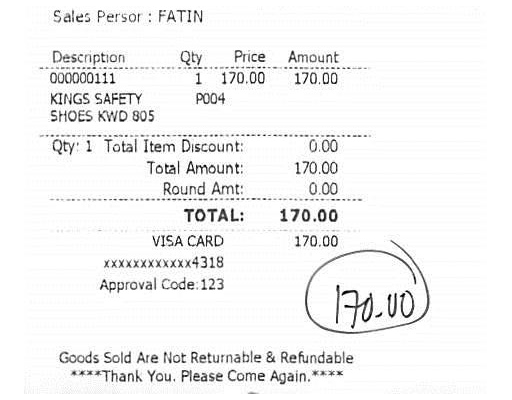 Sales Person : FATIN
Description Qty Price Amount
000000111 1 170.00 170.00
KINGS SAFETY P004
SHOES KWD 805
Qty: 1 Total Item Discount: 0.00
Total Amount: 170.00
Round Amt: 0.00
TOTAL: 170.00
VISA CARD 170.00
xxxxxxxxxxxx4318
Approval Code:123
170.00
Goods Sold Are Not Returnable & Refundable
****Thank You. Please Come Again.****